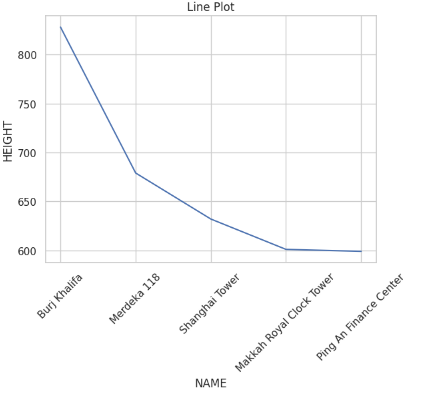 Line Plot
HEIGHT
800
750
700
650
600
Burj Khalifa
Merdeka 118
Shanghai Tower
Makkah Royal Clock Tower
Ping An Finance Center
NAME